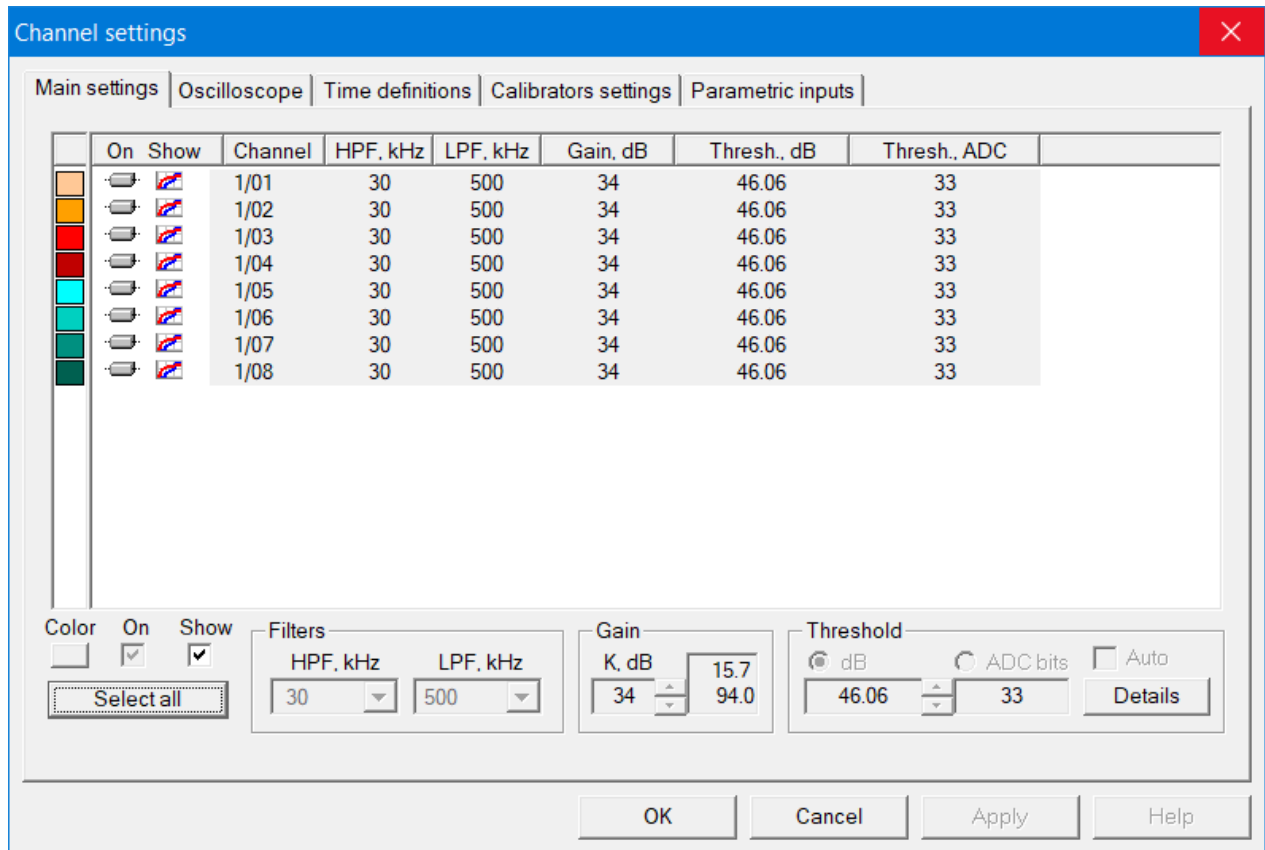 Channel settings
Main settings Oscilloscope Time definitions Calibrators settings Parametric inputs
On Show Channel HPF, kHz LPF, kHz Gain, dB Thresh., dB Thresh., ADC
1/01 30 500 34 46.06 33
1/02 30 500 34 46.06 33
1/03 30 500 34 46.06 33
1/04 30 500 34 46.06 33
1/05 30 500 34 46.06 33
1/06 30 500 34 46.06 33
1/07 30 500 34 46.06 33
1/08 30 500 34 46.06 33
Color On Show Filters Gain Threshold
HPF, kHz LPF, kHz K, dB 15.7 dB ADC bits Auto
Select all 30 500 34 94.0 46.06 33 Details
OK Cancel Apply Help